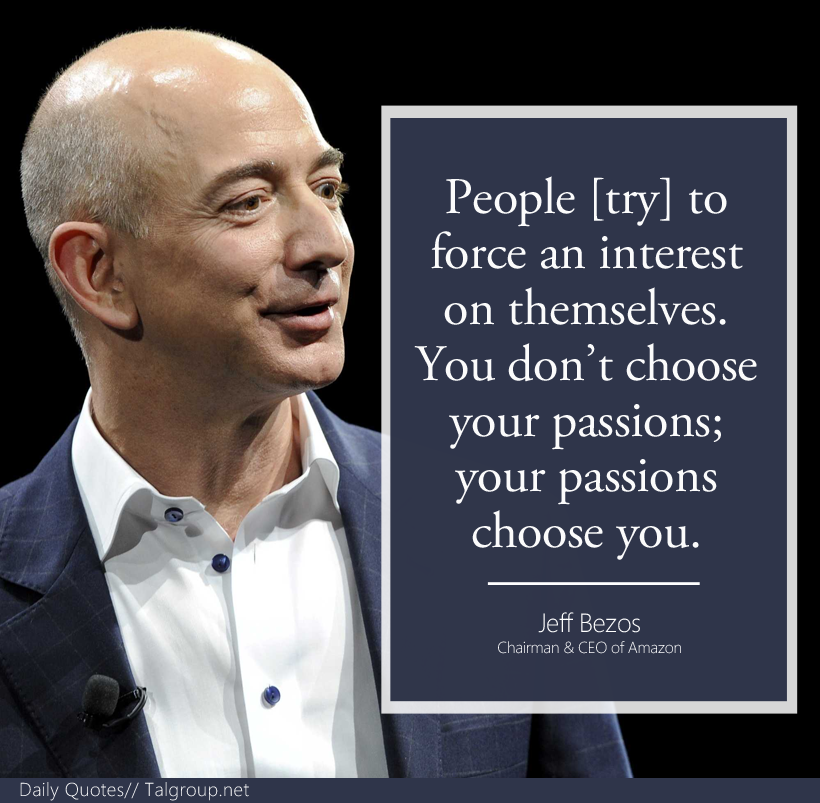 People [try] to
force an interest
on themselves.
You don’t choose
your passions;
your passions
choose you.
Jeff Bezos
Chairman & CEO of Amazon
Daily Quotes// Talgroup.net